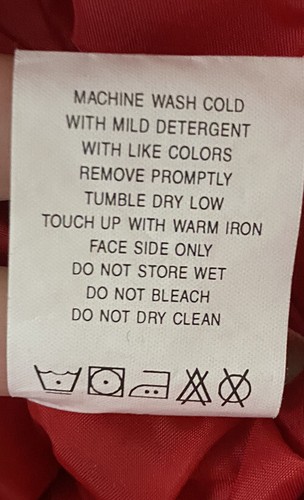 MACHINE WASH COLD
WITH MILD DETERGENT
WITH LIKE COLORS
REMOVE PROMPTLY
TUMBLE DRY LOW
TOUCH UP WITH WARM IRON
FACE SIDE ONLY
DO NOT STORE WET
DO NOT BLEACH
DO NOT DRY CLEAN